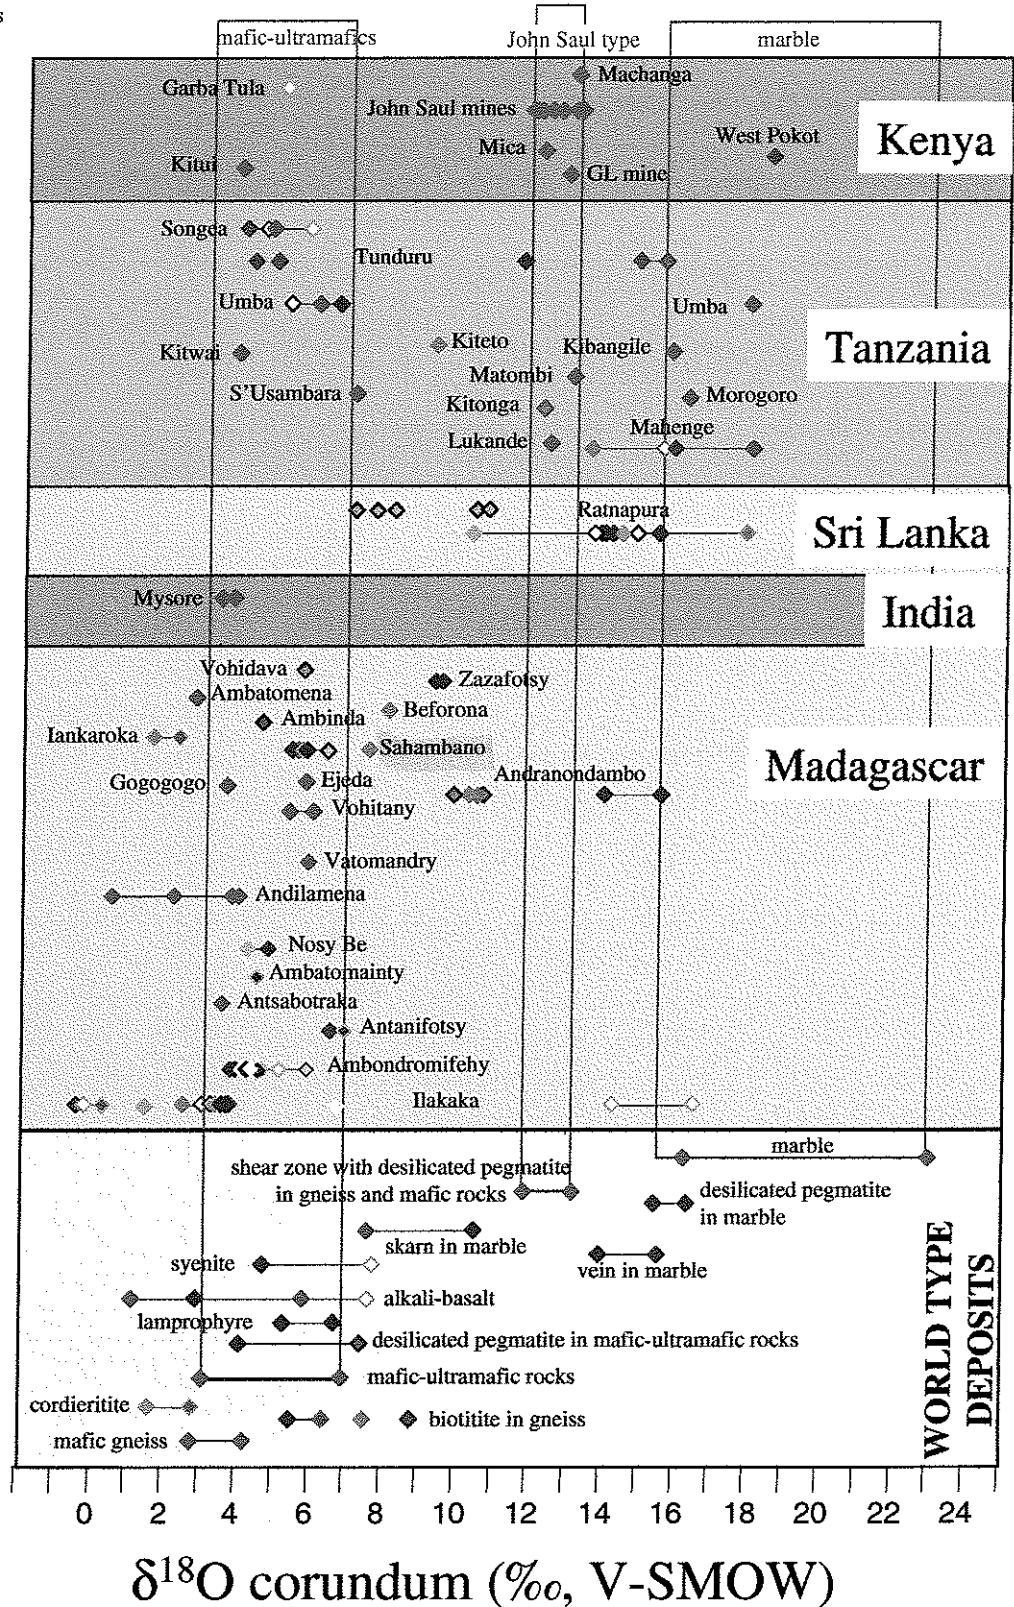 s
mafic-ultramafics
John Saul type
marble
Machanga
Garba Tula
John Saul mines
Kenya
West Pokot
Mica
Kitui
GL mine
Songea
Tunduru
Umba
Umba
Tanzania
Kiteto
Kibangile
Kitwai
Matombi
S'Usambara
Morogoro
Kitonga
Mahenge
Lukande
Ratnapura
Sri Lanka
Mysore
India
Vohidava
Zazafotsy
Ambatomena
Beforona
Ambinda
Iankaroka
Sahambano
Madagascar
Andranondambo
Gogogogo
Ejeda
Vohitany
Vatomandry
Andilamena
Nosy Be
Ambatomainty
Antsabotraka
Antanifotsy
Ambondromifehy
Ilakaka
marble
shear zone with desilicated pegmatite
in gneiss and mafic rocks
desilicated pegmatite
in marble
skarn in marble
syenite
vein in marble
alkali-basalt
lamprophyre
desilicated pegmatite in mafic-ultramafic rocks
mafic-ultramafic rocks
cordieritite
biotitite in gneiss
mafic gneiss
WORLD TYPE
DEPOSITS
0 2 4 6 8 10 12 14 16 18 20 22 24
δ18O corundum (‰, V-SMOW)